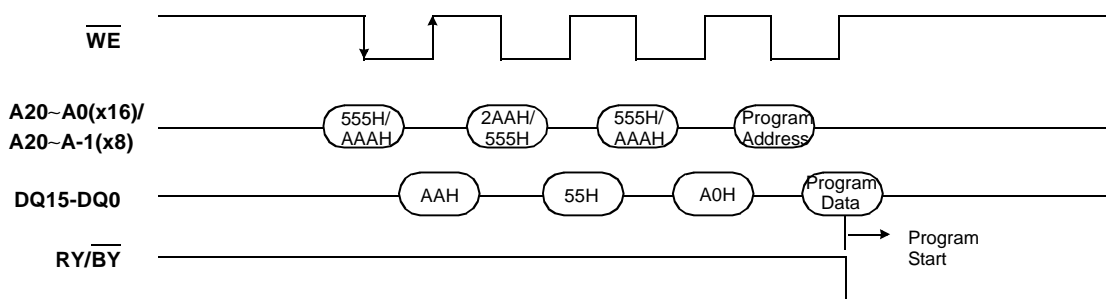 WE
A20~A0(x16)/
A20~A-1(x8)
555H/
AAAH
2AAH/
555H
555H/
AAAH
Program
Address
DQ15-DQ0
AAH
55H
A0H
Program
Data
RY/BY
Program
Start